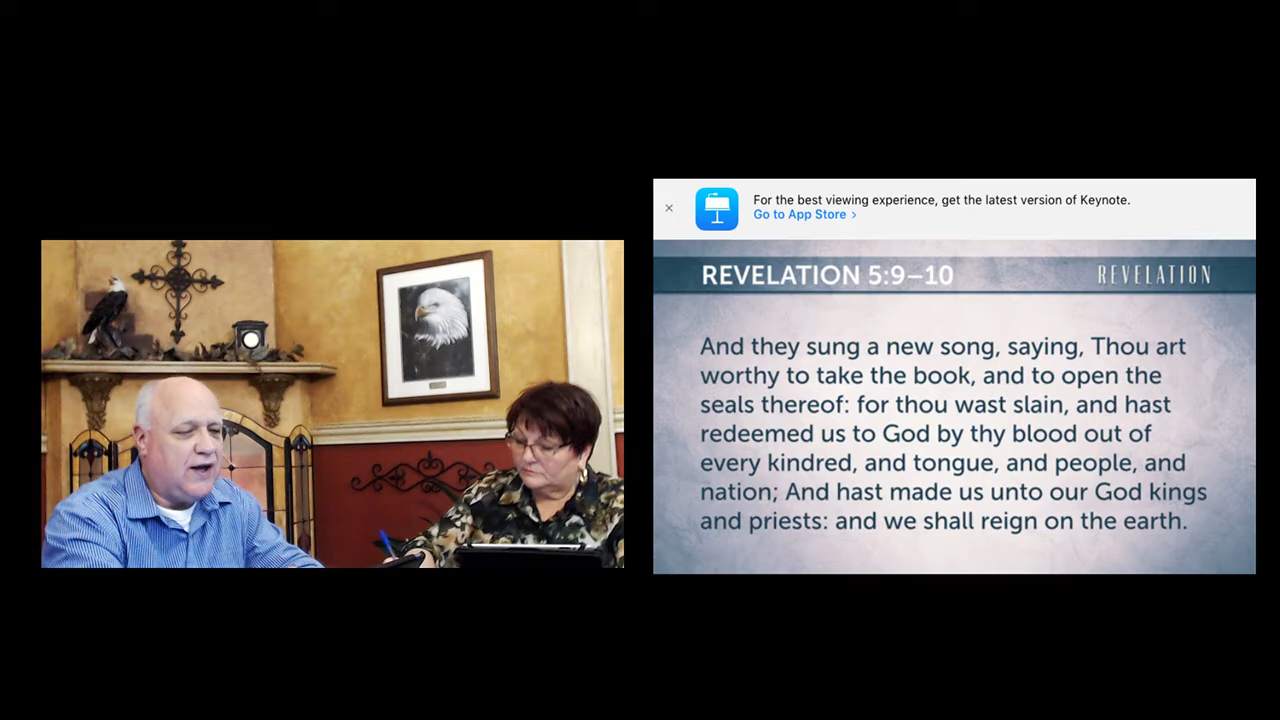 For the best viewing experience, get the latest version of Keynote.
Go to App Store >
REVELATION 5:9–10
REVELATION
And they sung a new song, saying, Thou art
worthy to take the book, and to open the
seals thereof: for thou wast slain, and hast
redeemed us to God by thy blood out of
every kindred, and tongue, and people, and
nation; And hast made us unto our God kings
and priests: and we shall reign on the earth.